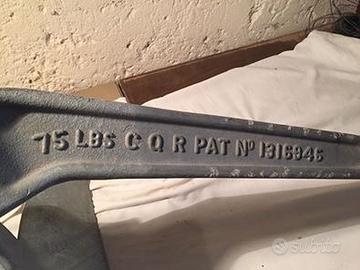 75 LBS C Q R PAT Nº 1316946
subito